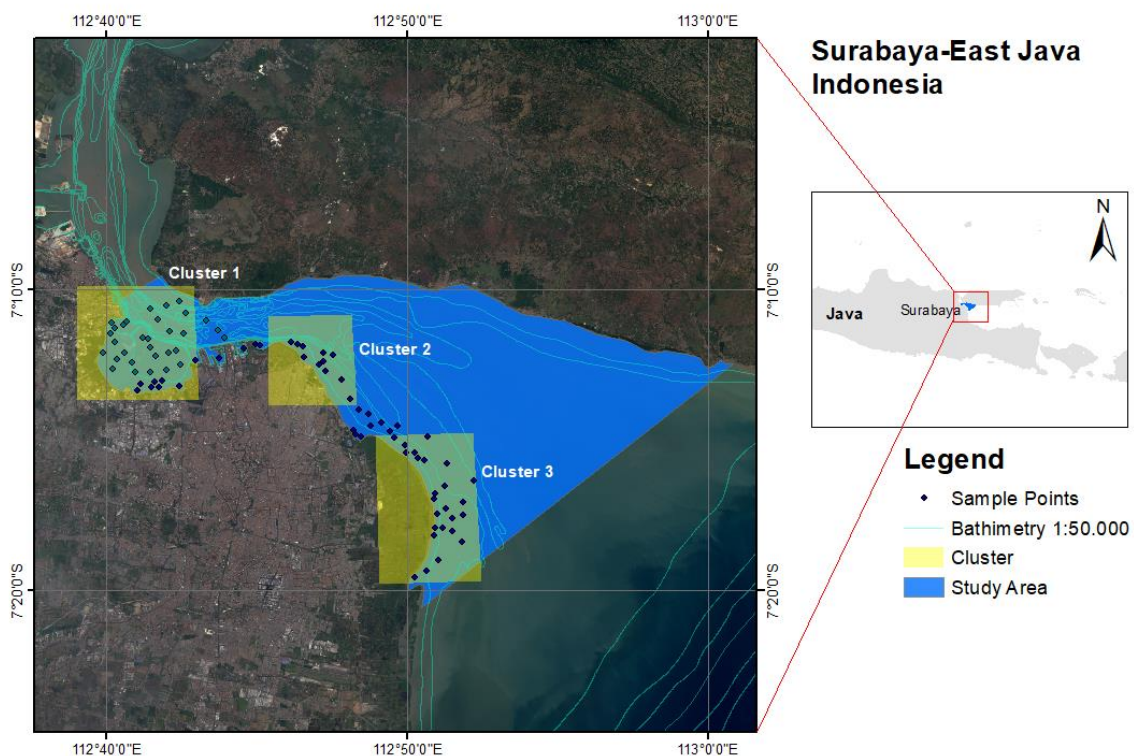 112°40'0"E
112°50'0"E
113°0'0"E
Surabaya-East Java
Indonesia
N
7°10'0"S
7°10'0"S
Cluster 1
Cluster 2
Cluster 3
Java
Surabaya
Legend
Sample Points
Bathimetry 1:50.000
Cluster
Study Area
7°20'0"S
7°20'0"S
112°40'0"E
112°50'0"E
113°0'0"E